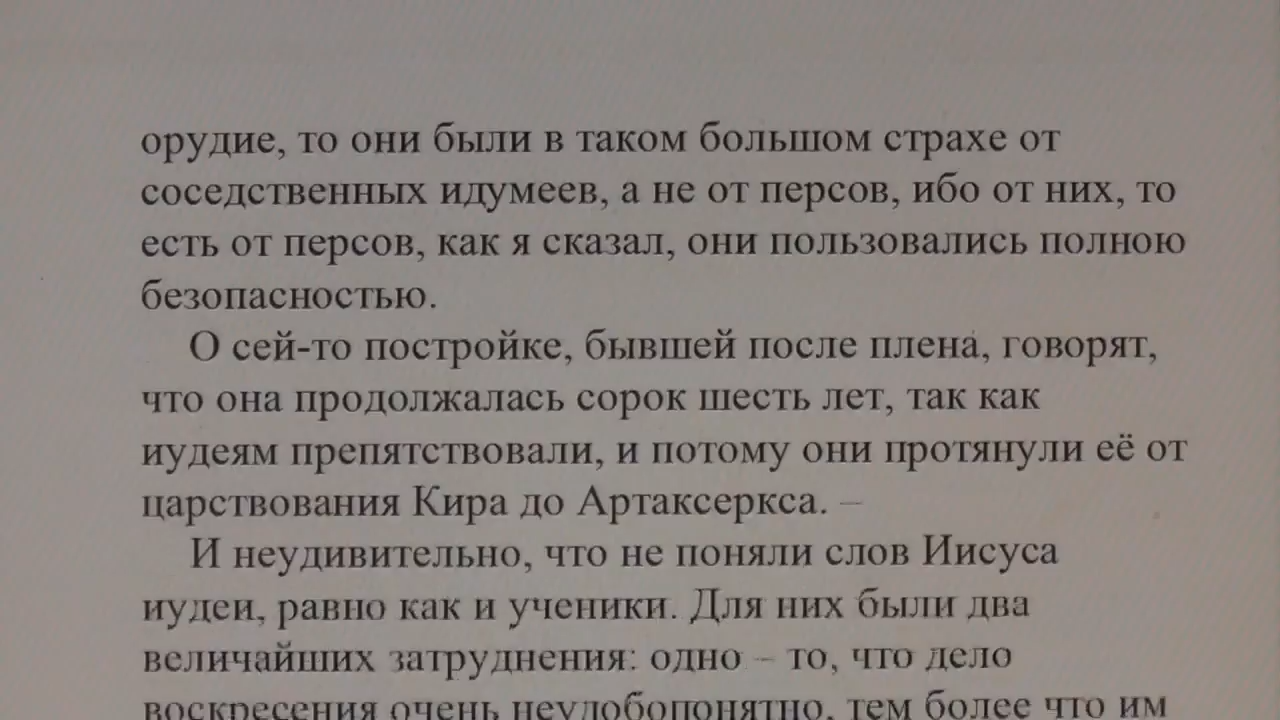 орудие, то они были в таком большом страхе от
соседственных идумеев, а не от персов, ибо от них, то
есть от персов, как я сказал, они пользовались полною
безопасностью.
О сей-то постройке, бывшей после плена, говорят,
что она продолжалась сорок шесть лет, так как
иудеям препятствовали, и потому они протянули её от
царствования Кира до Артаксеркса. –
И неудивительно, что не поняли слов Иисуса
иудеи, равно как и ученики. Для них были два
величайших затруднения: одно – то, что дело
воскресения очень неудобопонятно, тем более что им